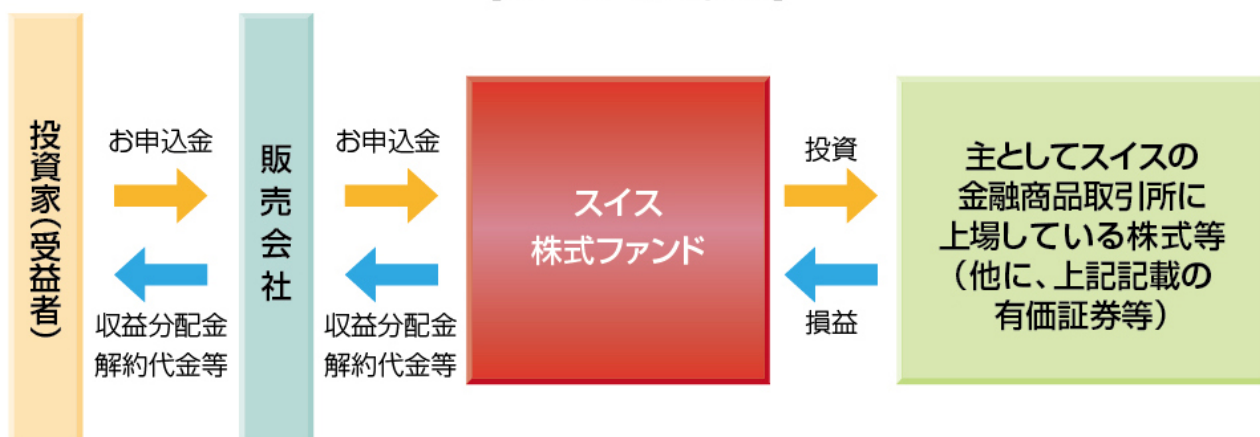 投資家(受益者)
お申込金
収益分配金
解約代金等
販売会社
お申込金
収益分配金
解約代金等
スイス
株式ファンド
投資
損益
主としてスイスの
金融商品取引所に
上場している株式等
(他に、上記記載の
有価証券等)